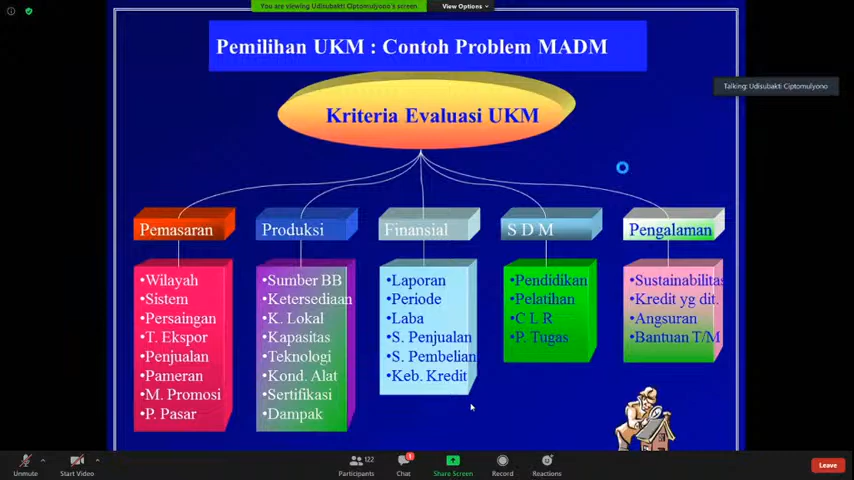 You are viewing Udisubakti Ciptomulyono's screen
View Options
Pemilihan UKM : Contoh Problem MADM
Talking: Udisubakti Ciptomulyono
Kriteria Evaluasi UKM
Pemasaran
•Wilayah
•Sistem
•Persaingan
•T. Ekspor
•Penjualan
•Pameran
•M. Promosi
•P. Pasar
Produksi
•Sumber BB
•Ketersediaan
•K. Lokal
•Kapasitas
•Teknologi
•Kond. Alat
•Sertifikasi
•Dampak
Finansial
•Laporan
•Periode
•Laba
•S. Penjualan
•S. Pembelian
•Keb. Kredit
S D M
•Pendidikan
•Pelatihan
•C L R
•P. Tugas
Pengalaman
•Sustainabilitas
•Kredit yg dit.
•Angsuran
•Bantuan T/M
Unmute
Start Video
122
Participants
1
Chat
Share Screen
Record
Reactions
Leave